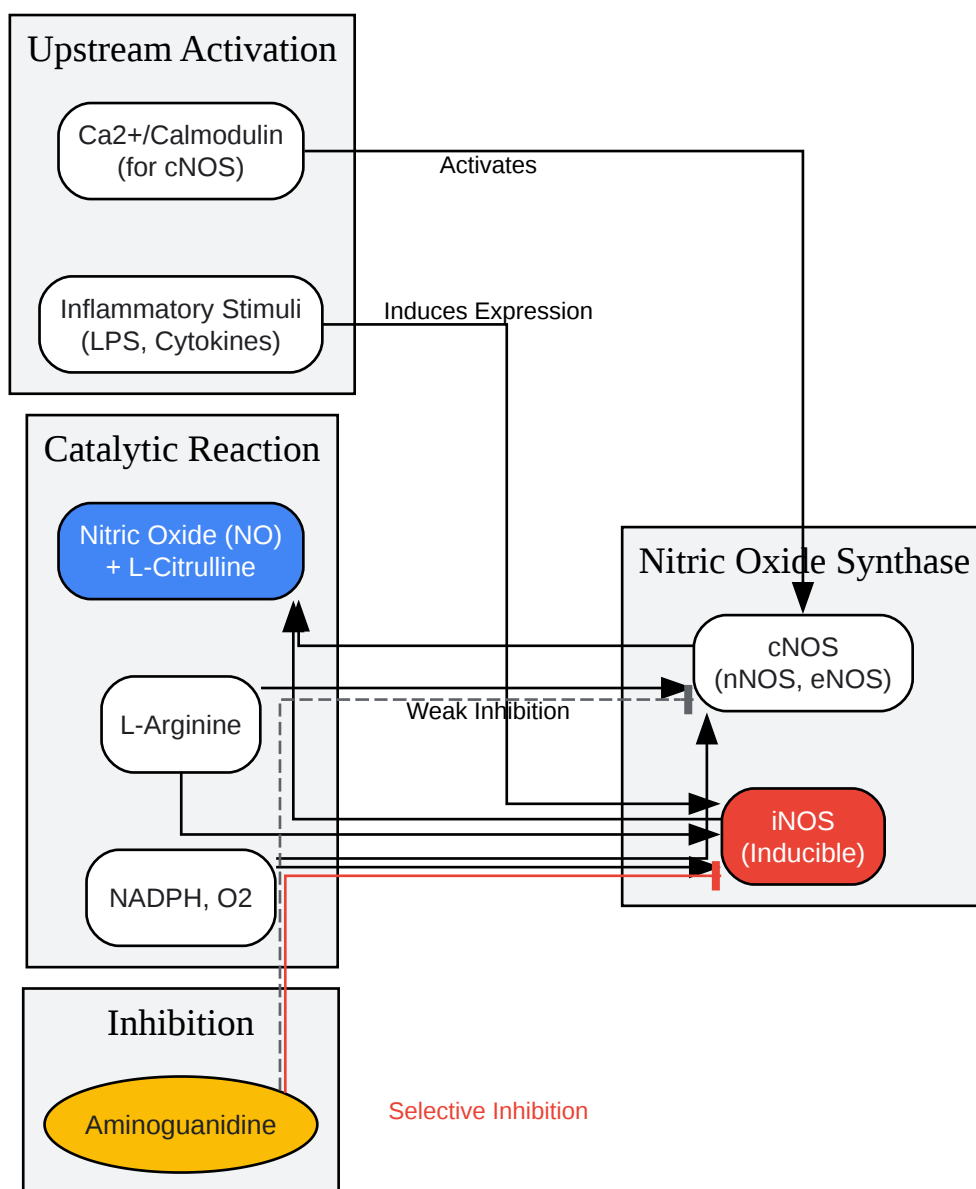 Upstream Activation
Ca2+/Calmodulin
(for cNOS)
Activates
Inflammatory Stimuli
(LPS, Cytokines)
Induces Expression
Catalytic Reaction
Nitric Oxide (NO)
+ L-Citrulline
Nitric Oxide Synthase
cNOS
(nNOS, eNOS)
L-Arginine
Weak Inhibition
iNOS
(Inducible)
NADPH, O2
Inhibition
Aminoguanidine
Selective Inhibition